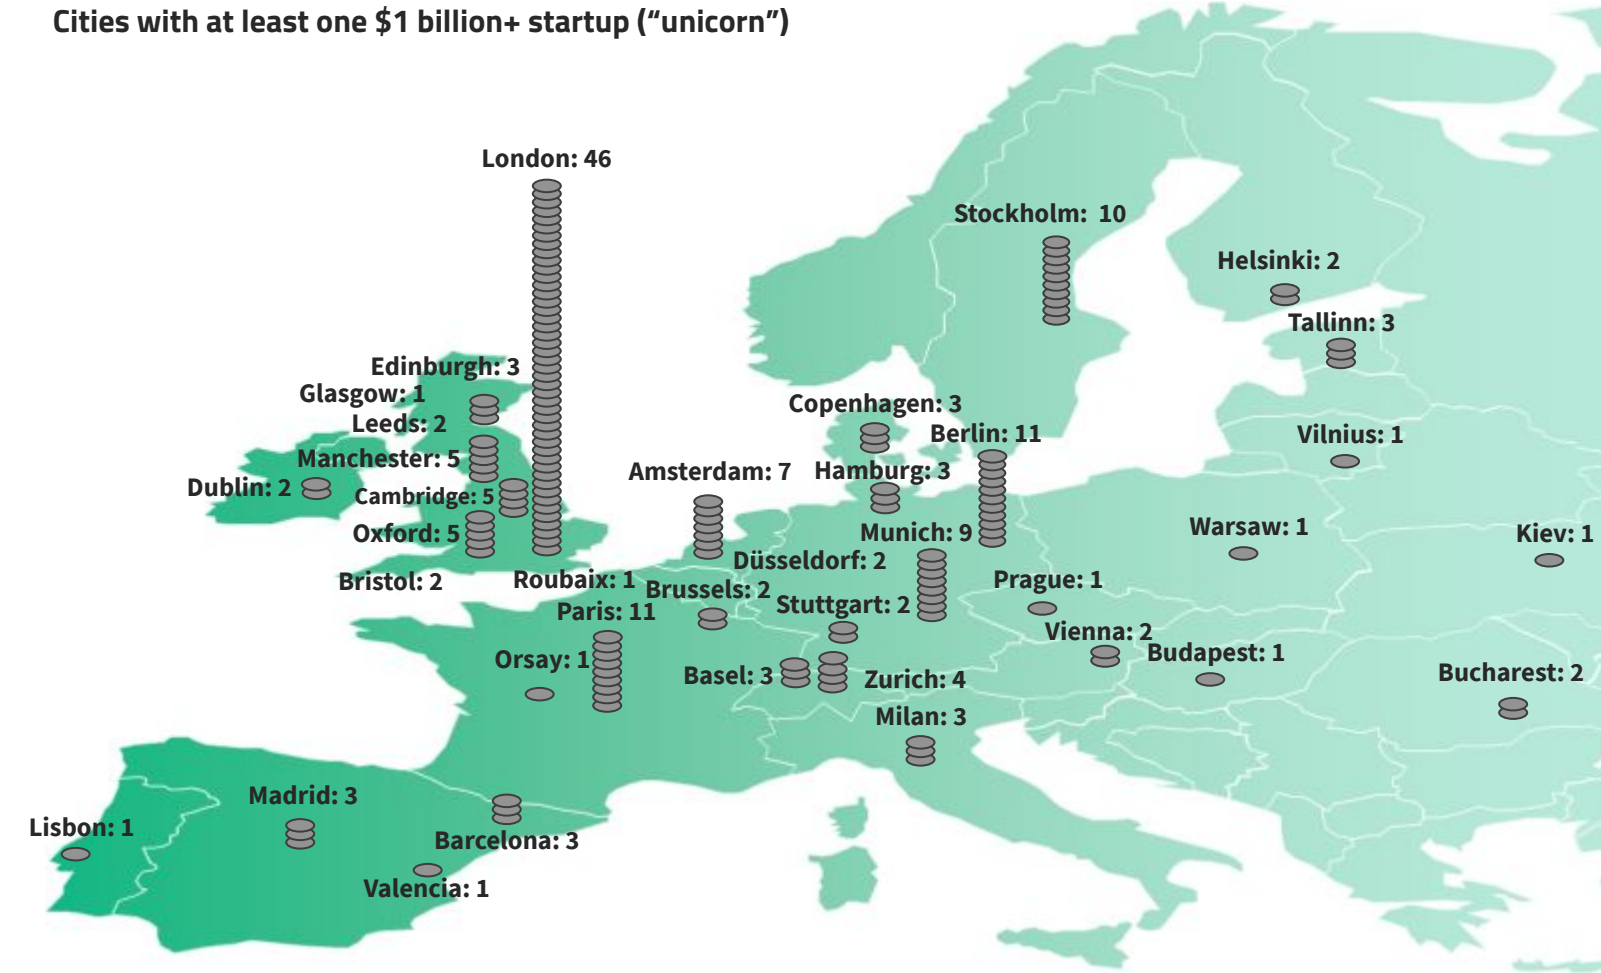 Cities with at least one $1 billion+ startup (“unicorn”)
London: 46
Stockholm: 10
Helsinki: 2
Tallinn: 3
Edinburgh: 3
Glasgow: 1
Copenhagen: 3
Leeds: 2
Berlin: 11
Vilnius: 1
Manchester: 5
Amsterdam: 7
Hamburg: 3
Dublin: 2
Cambridge: 5
Oxford: 5
Munich: 9
Warsaw: 1
Kiev: 1
Düsseldorf: 2
Bristol: 2
Roubaix: 1
Brussels: 2
Prague: 1
Paris: 11
Stuttgart: 2
Vienna: 2
Orsay: 1
Budapest: 1
Basel: 3
Zurich: 4
Bucharest: 2
Milan: 3
Madrid: 3
Lisbon: 1
Barcelona: 3
Valencia: 1